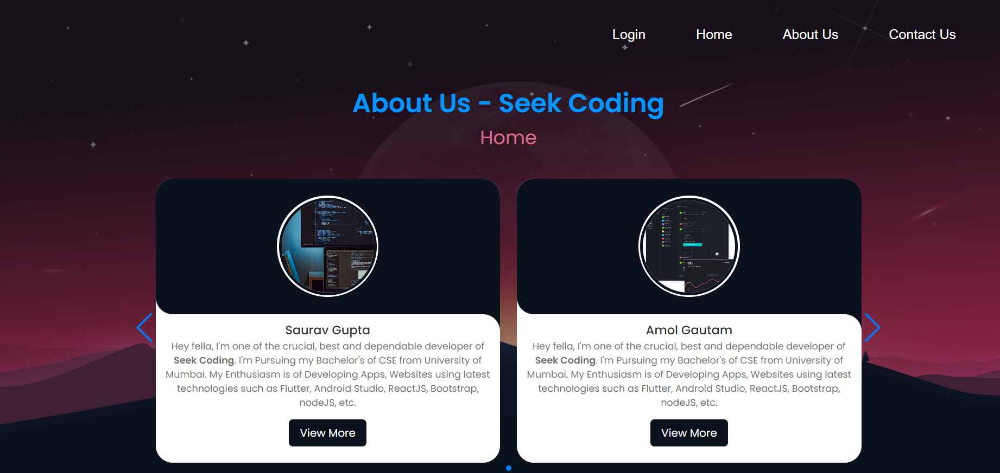 Login Home About Us Contact Us
About Us - Seek Coding
Home
Saurav Gupta
Hey fella, I'm one of the crucial, best and dependable developer of
Seek Coding. I'm Pursuing my Bachelor's of CSE from University of
Mumbai. My Enthusiasm is of Developing Apps, Websites using latest
technologies such as Flutter, Android Studio, ReactJS, Bootstrap,
nodeJS, etc.
View More
Amol Gautam
Hey fella, I'm one of the crucial, best and dependable developer of
Seek Coding. I'm Pursuing my Bachelor's of CSE from University of
Mumbai. My Enthusiasm is of Developing Apps, Websites using latest
technologies such as Flutter, Android Studio, ReactJS, Bootstrap,
nodeJS, etc.
View More